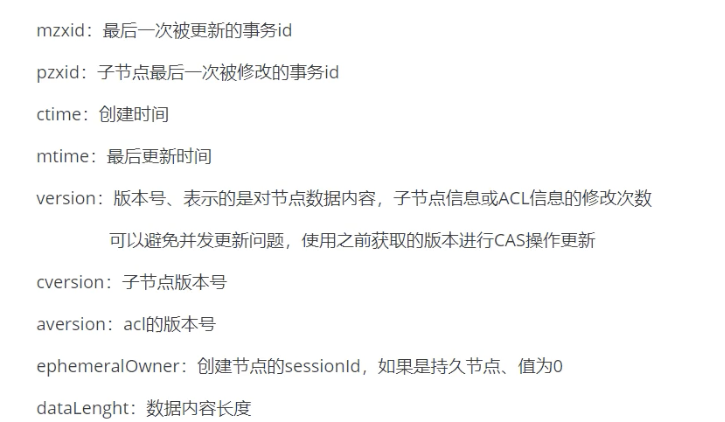 mzxid：最后一次被更新的事务id
pzxid：子节点最后一次被修改的事务id
ctime：创建时间
mtime：最后更新时间
version：版本号、表示的是对节点数据内容，子节点信息或ACL信息的修改次数
可以避免并发更新问题，使用之前获取的版本进行CAS操作更新
cversion：子节点版本号
aversion：acl的版本号
ephemeralOwner：创建节点的sessionId，如果是持久节点、值为0
dataLenght：数据内容长度